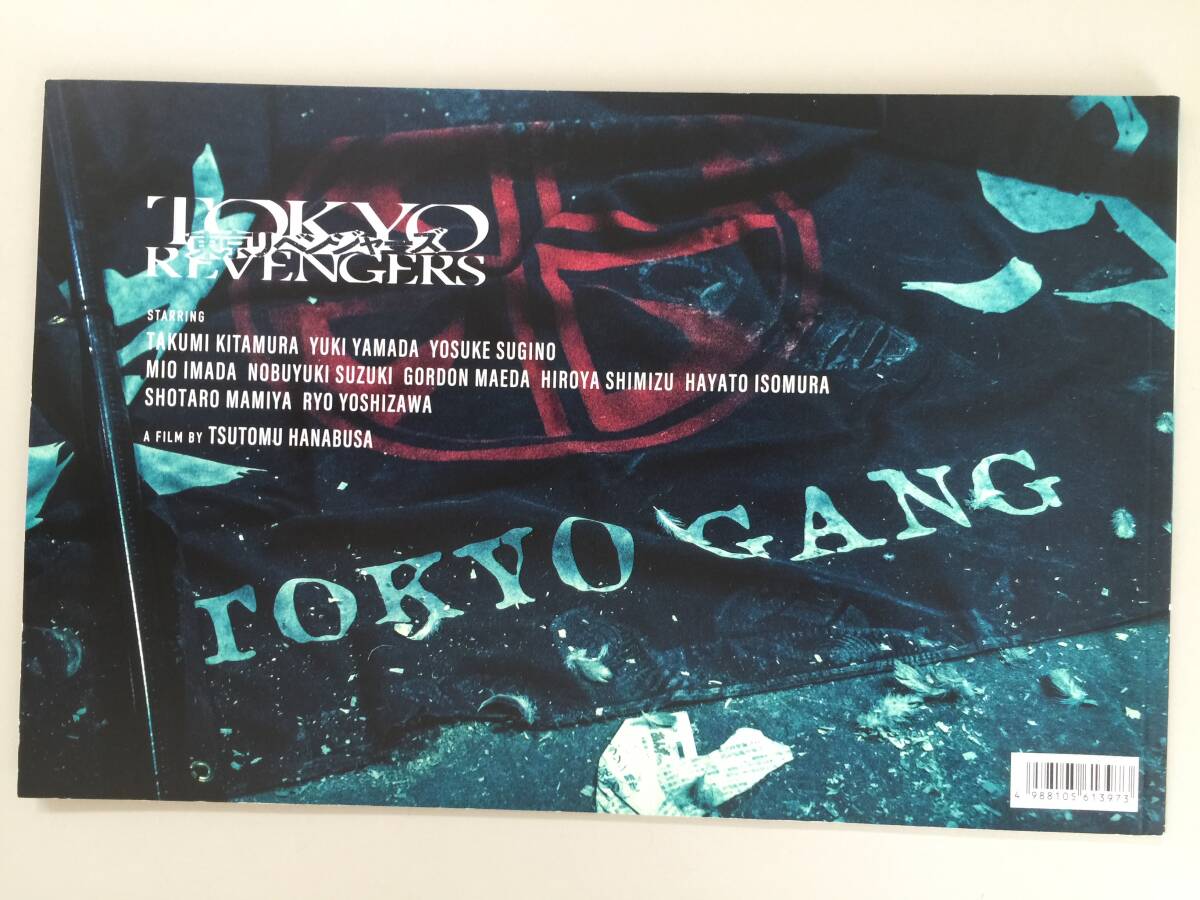 TOKYO
東京リベンジャーズ
REVENGERS
STARRING
TAKUMI KITAMURA YUKI YAMADA YOSUKE SUGINO
MIO IMADA NOBUYUKI SUZUKI GORDON MAEDA HIROYA SHIMIZU HAYATO ISOMURA
SHOTARO MAMIYA RYO YOSHIZAWA
A FILM BY TSUTOMU HANABUSA
TOKYO GANG
4 988105 613973